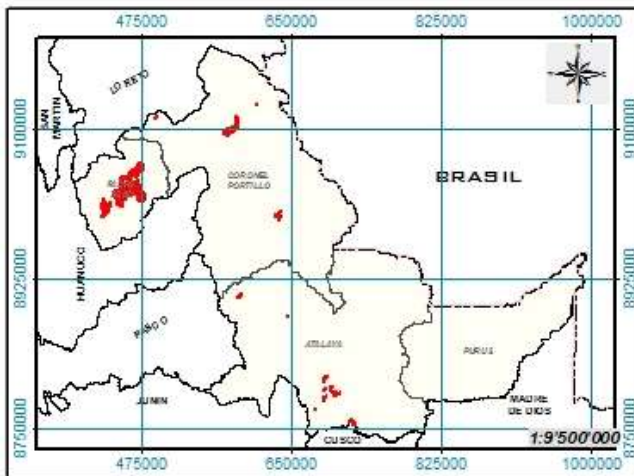 475000 650000 825000 1000000
LORETO
SAN
MARTIN
9100000 9100000
CORONEL
PORTILLO
BRASIL
HUANUCO
8925000 8925000
PASCO
ATALAYA
PURUS
JUNIN
MADRE
DE DIOS
CUSCO
8750000 8750000
1:9'500'000
475000 650000 825000 1000000